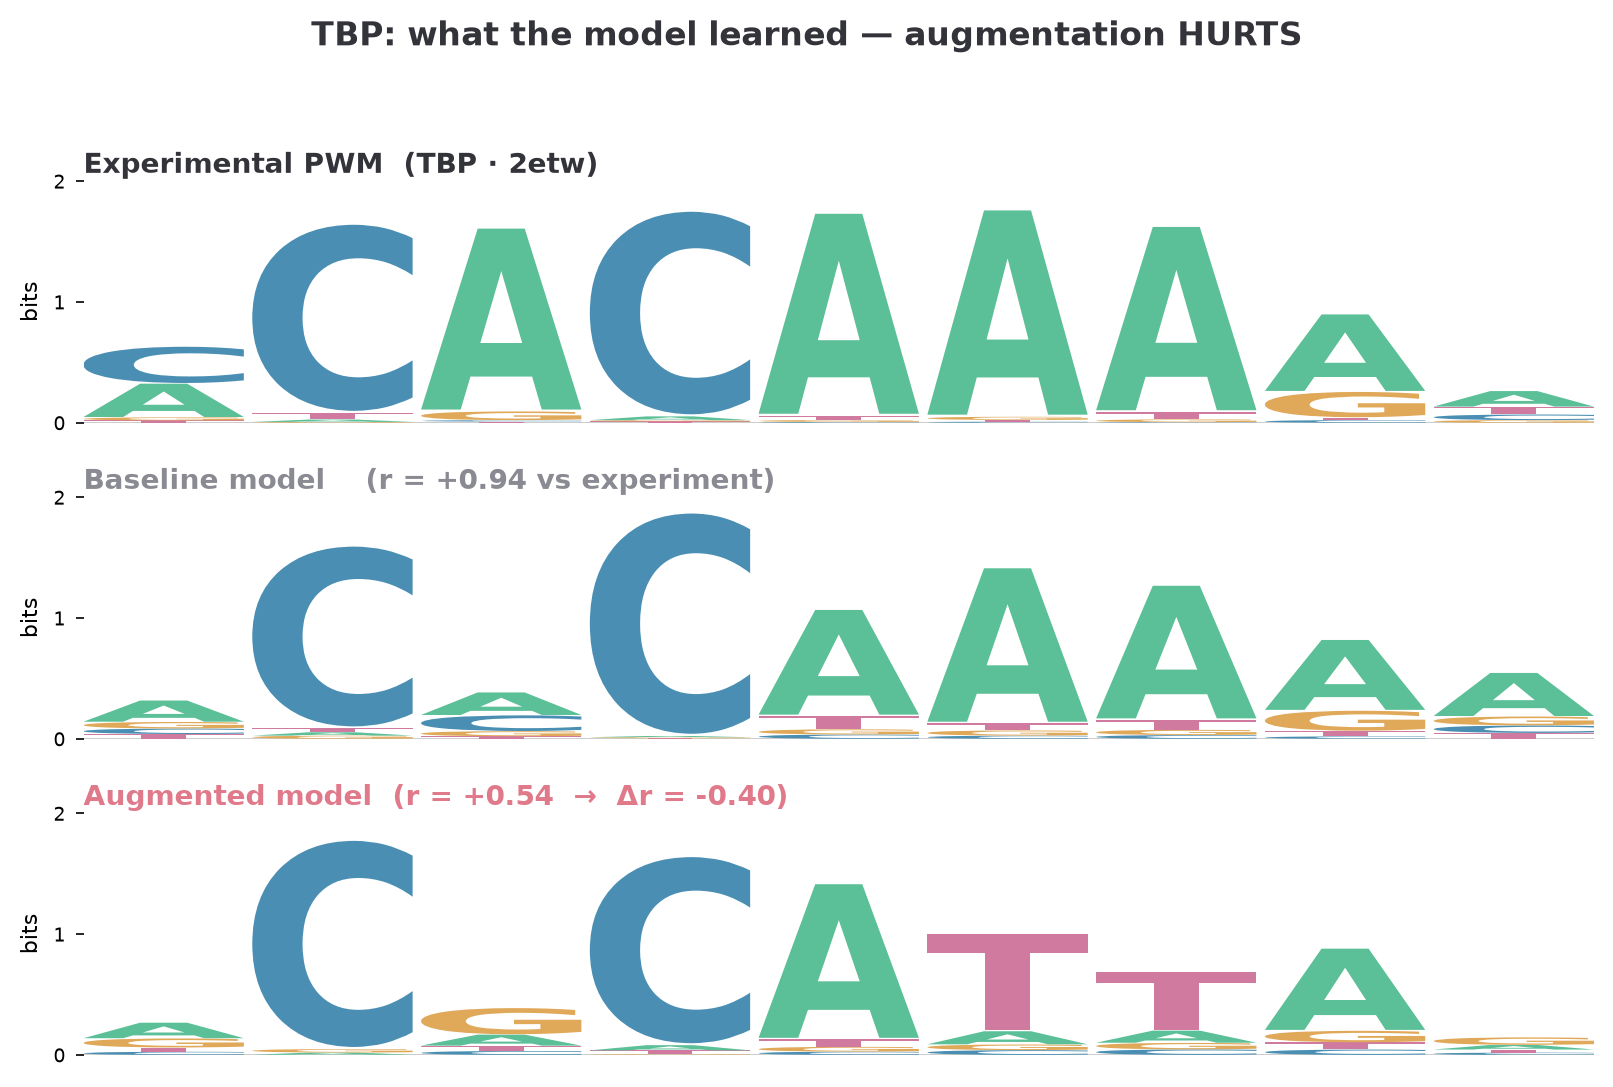 TBP: what the model learned — augmentation HURTS
Experimental PWM (TBP · 2etw)
2
1
0
bits
C C A C A A A A A
A G G T
Baseline model (r = +0.94 vs experiment)
2
1
0
bits
A C A C A A A A A
G C T T T G G
Augmented model (r = +0.54 → Δr = -0.40)
2
1
0
bits
A C G C A T T A G
G A A A G